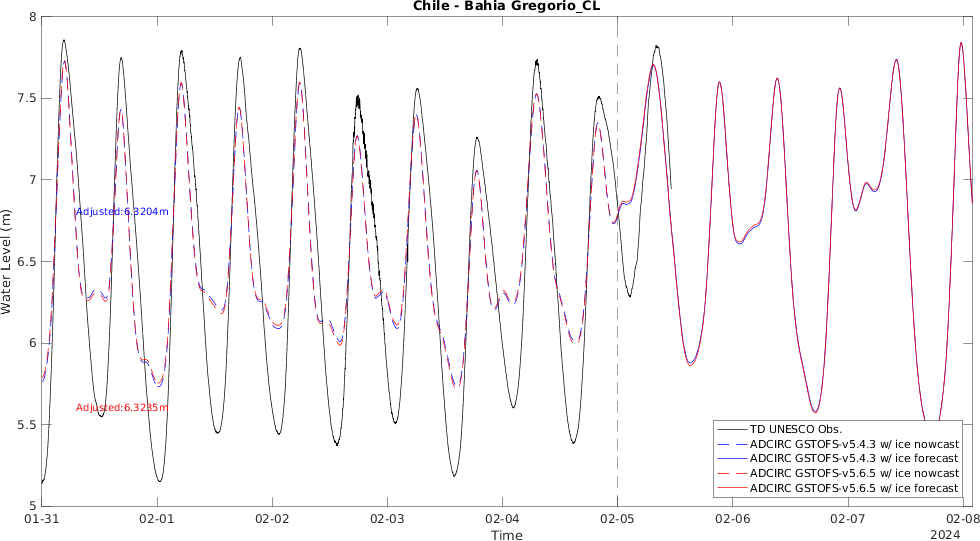 Chile - Bahia Gregorio_CL
8
7.5
7
6.5
6
5.5
5
Water Level (m)
Adjusted:6.3204m
Adjusted:6.3235m
TD UNESCO Obs.
ADCIRC GSTOFS-v5.4.3 w/ ice nowcast
ADCIRC GSTOFS-v5.4.3 w/ ice forecast
ADCIRC GSTOFS-v5.6.5 w/ ice nowcast
ADCIRC GSTOFS-v5.6.5 w/ ice forecast
01-31 02-01 02-02 02-03 02-04 02-05 02-06 02-07 02-08
Time
2024